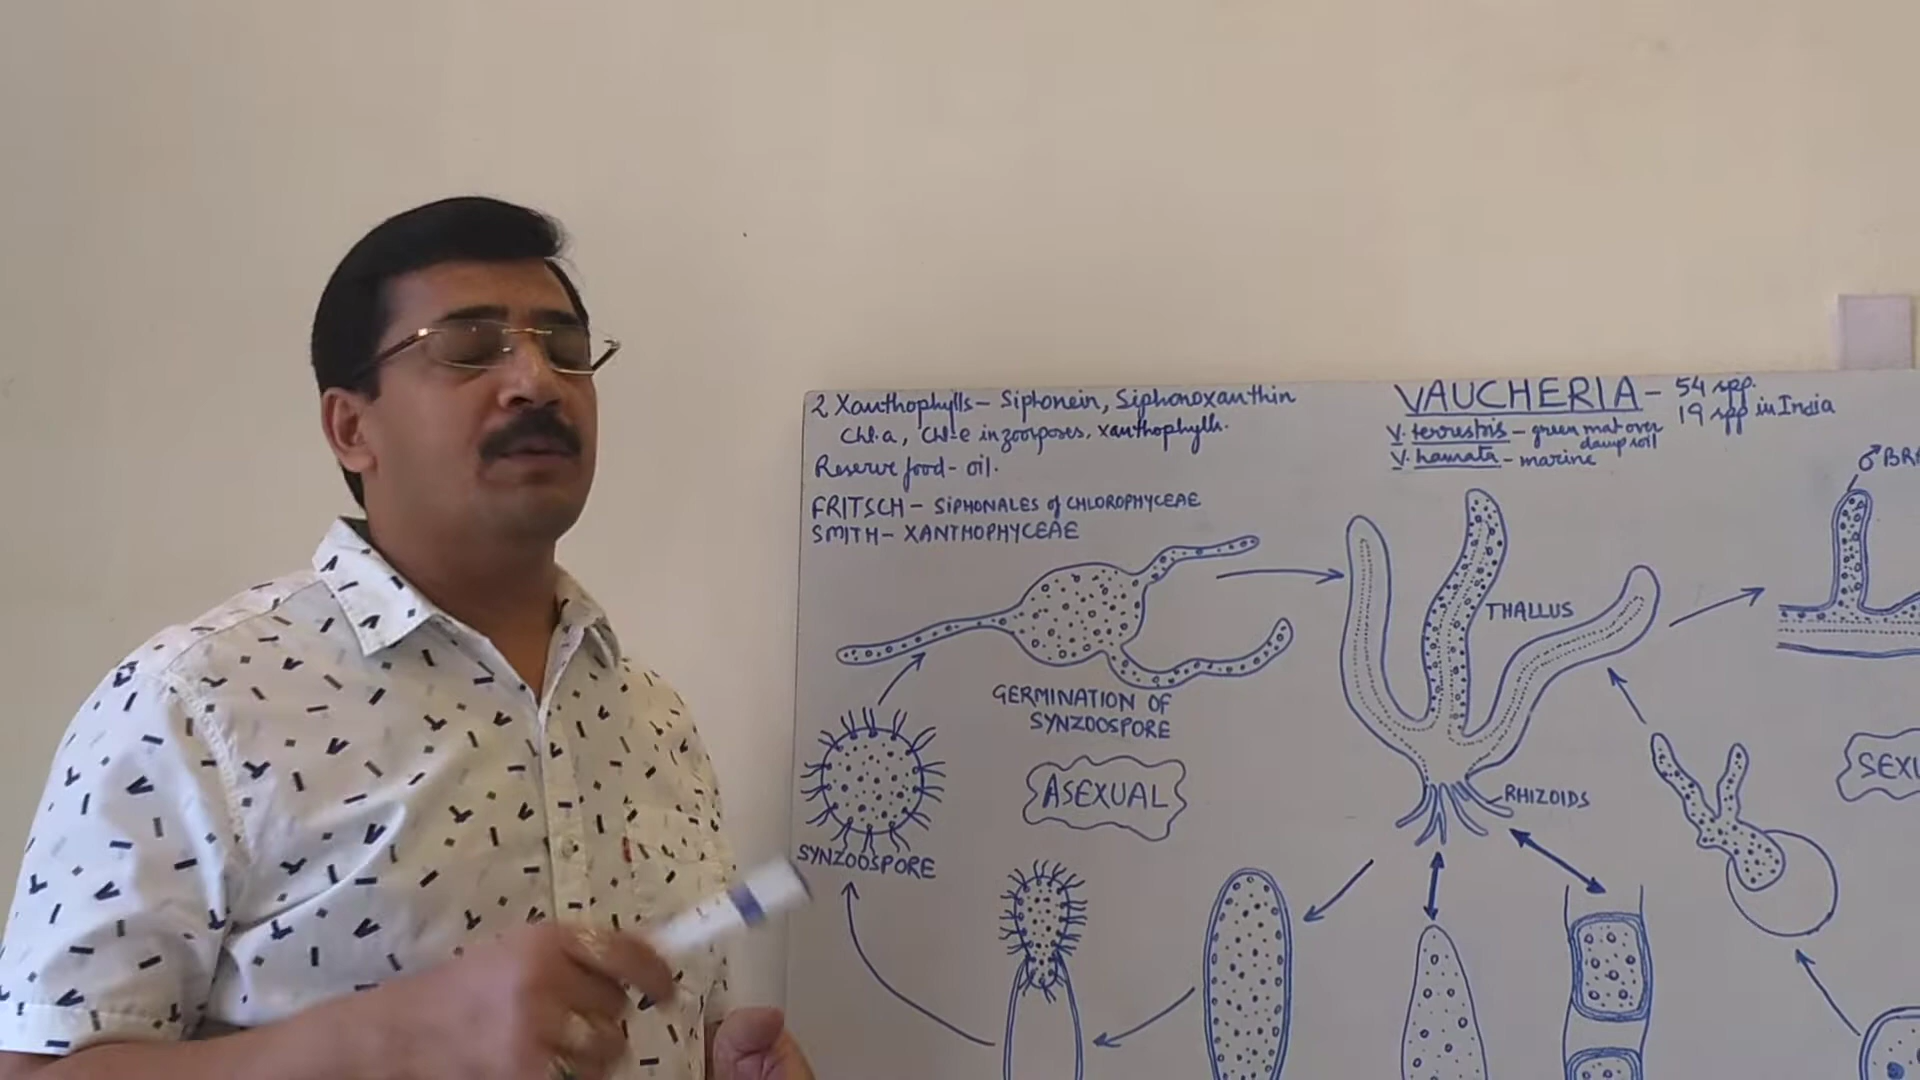 2 Xanthophylls- Siphonein, Siphonoxanthin
Chl.a, Chl-e in zoospores, xanthophylls.
Reserve food- oil.
FRITSCH- SIPHONALES of CHLOROPHYCEAE
SMITH- XANTHOPHYCEAE
VAUCHERIA- 54 spp.
19 spp in India
V. terrestris - green mat over
damp soil
V. hamata - marine
♂ BRA
THALLUS
GERMINATION OF
SYNZOOSPORE
ASEXUAL
SEXU
RHIZOIDS
SYNZOOSPORE